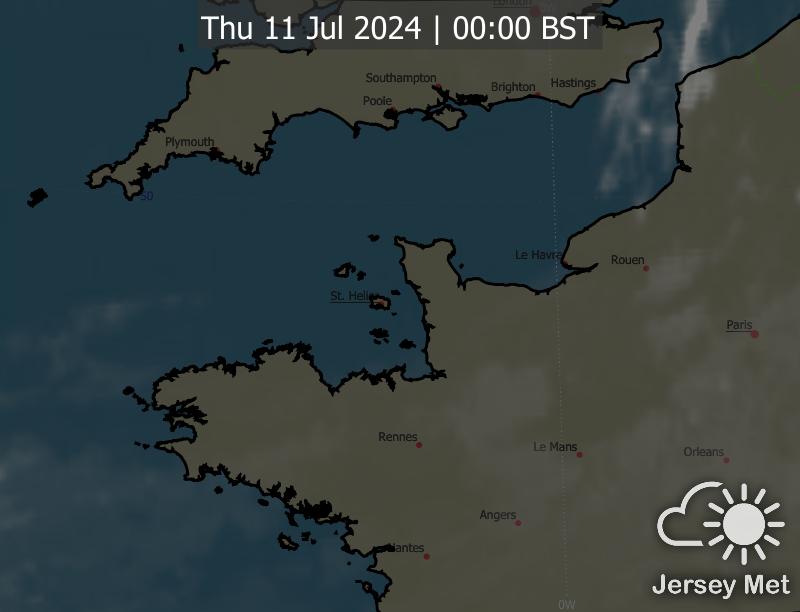 London
Thu 11 Jul 2024 | 00:00 BST
Southampton
Brighton
Hastings
Poole
Plymouth
50
Le Havre
Rouen
St. Helier
Paris
Rennes
Le Mans
Orleans
Angers
Nantes
Jersey Met
0W